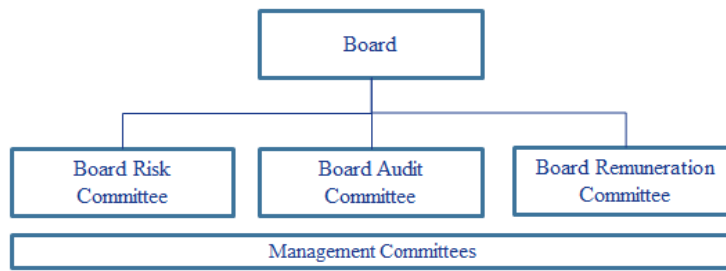 Board
Board Risk
Committee
Board Audit
Committee
Board Remuneration
Committee
Management Committees